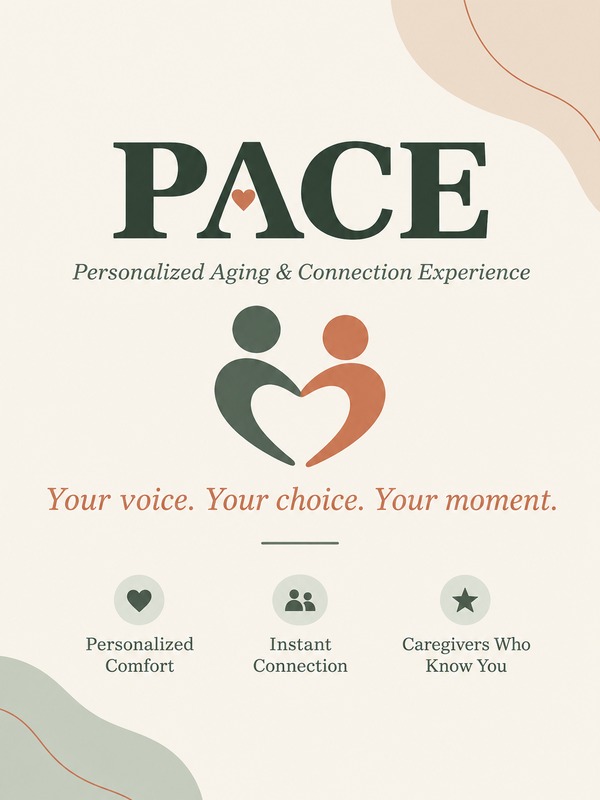 PACE
Personalized Aging & Connection Experience
Your voice. Your choice. Your moment.
Personalized
Comfort
Instant
Connection
Caregivers Who
Know You